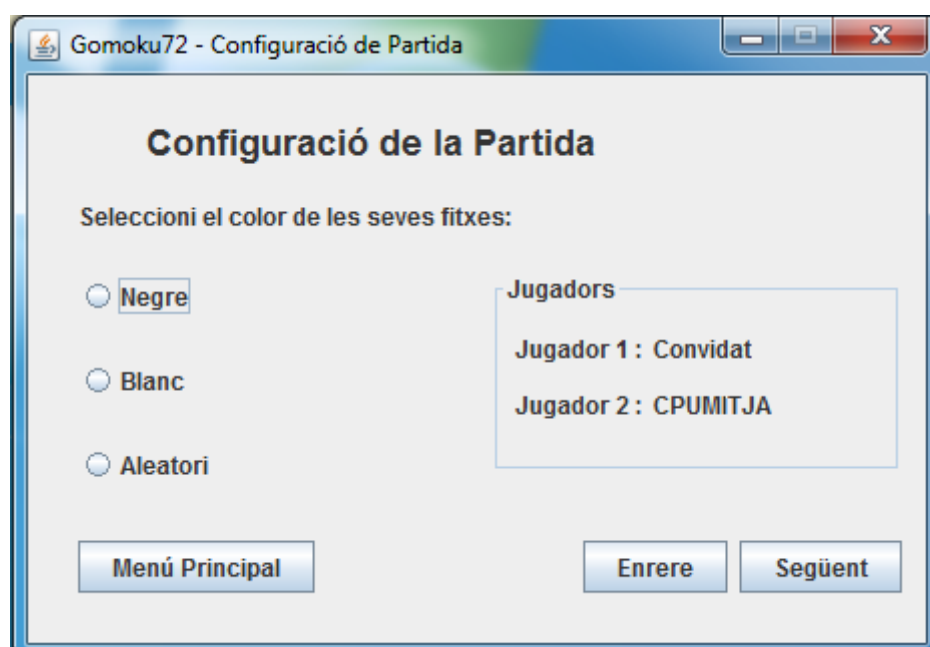 Gomoku72 - Configuració de Partida
Configuració de la Partida
Seleccioni el color de les seves fitxes:
Negre
Blanc
Aleatori
Jugadors
Jugador 1 : Convidat
Jugador 2 : CPUMITJA
Menú Principal
Enrere
Següent